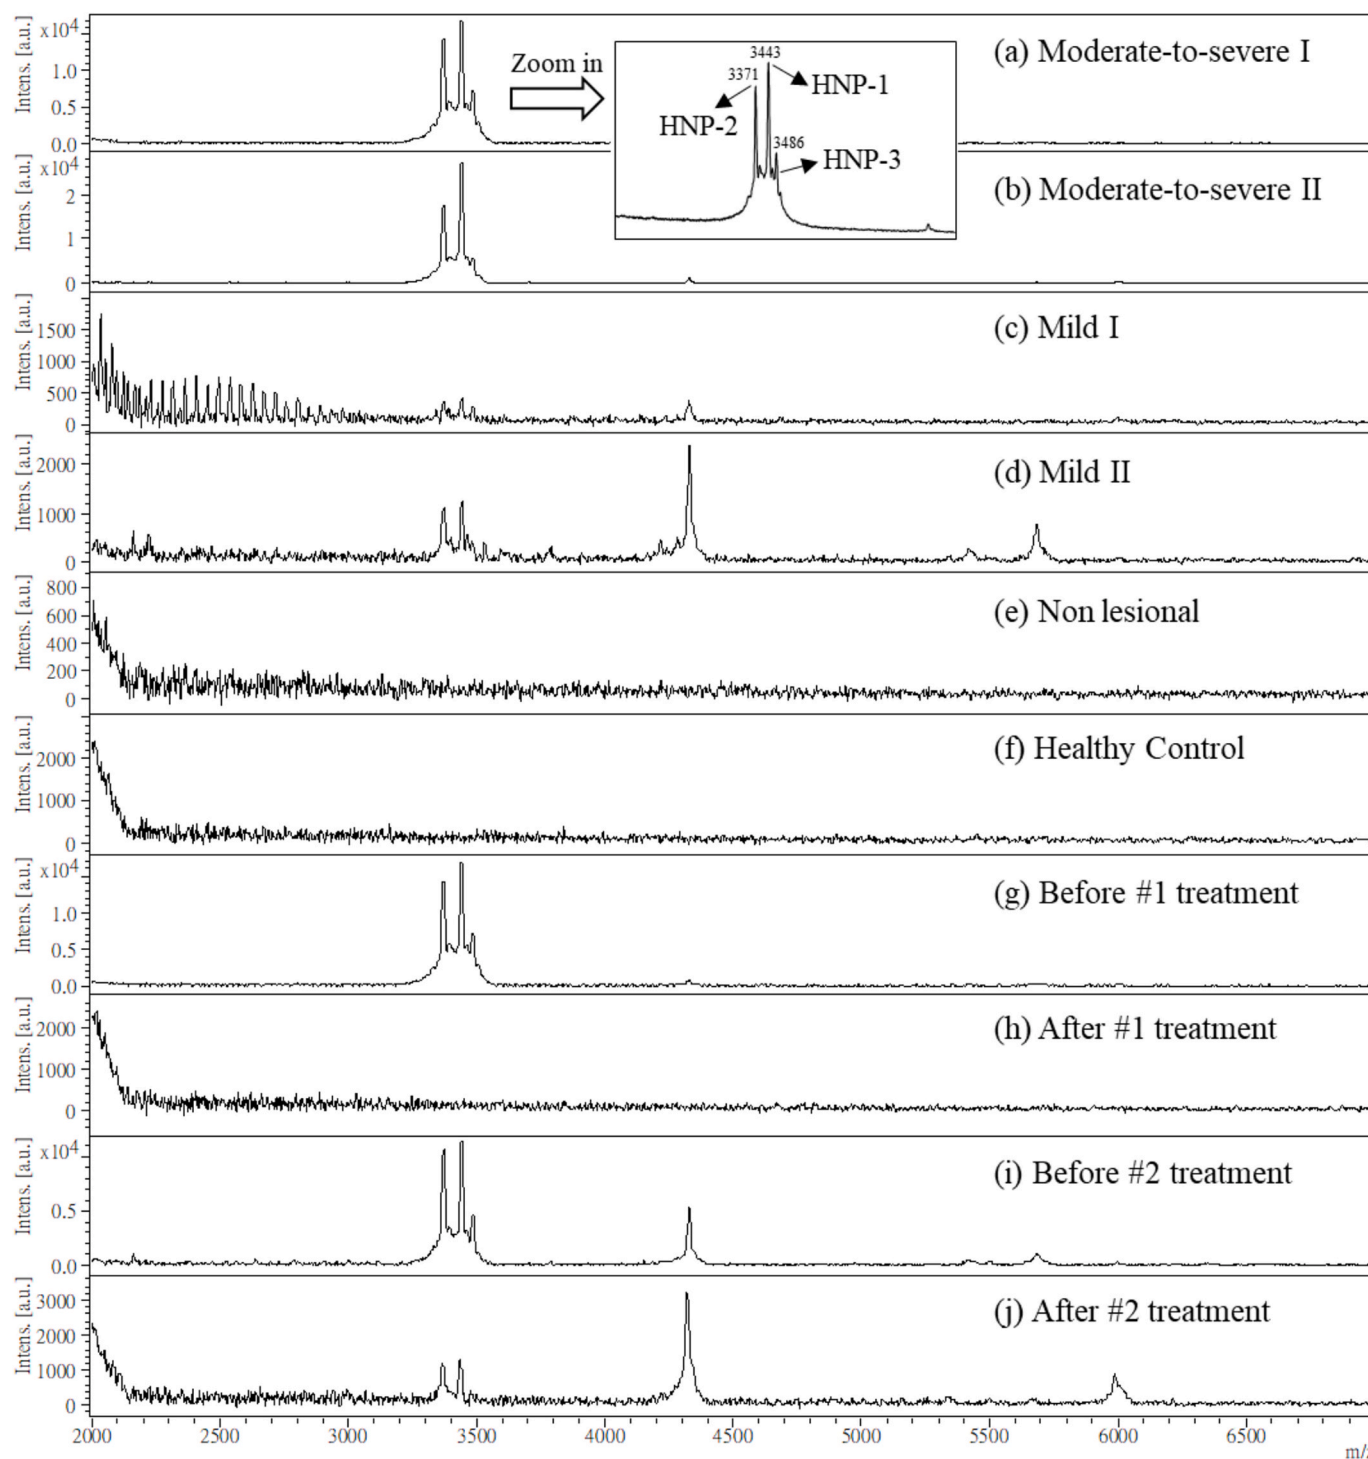 Intens. [a.u.]
x10⁴
1.0
0.5
0.0
Zoom in
3443
3371
HNP-1
HNP-2
3486
HNP-3
(a) Moderate-to-severe I
Intens. [a.u.]
x10⁴
2
1
0
(b) Moderate-to-severe II
Intens. [a.u.]
1500
1000
500
0
(c) Mild I
Intens. [a.u.]
2000
1000
0
(d) Mild II
Intens. [a.u.]
800
600
400
200
0
(e) Non lesional
Intens. [a.u.]
2000
1000
0
(f) Healthy Control
Intens. [a.u.]
x10⁴
1.0
0.5
0.0
(g) Before #1 treatment
Intens. [a.u.]
2000
1000
0
(h) After #1 treatment
Intens. [a.u.]
x10⁴
0.5
0.0
(i) Before #2 treatment
Intens. [a.u.]
3000
2000
1000
0
(j) After #2 treatment
2000 2500 3000 3500 4000 4500 5000 5500 6000 6500
m/z